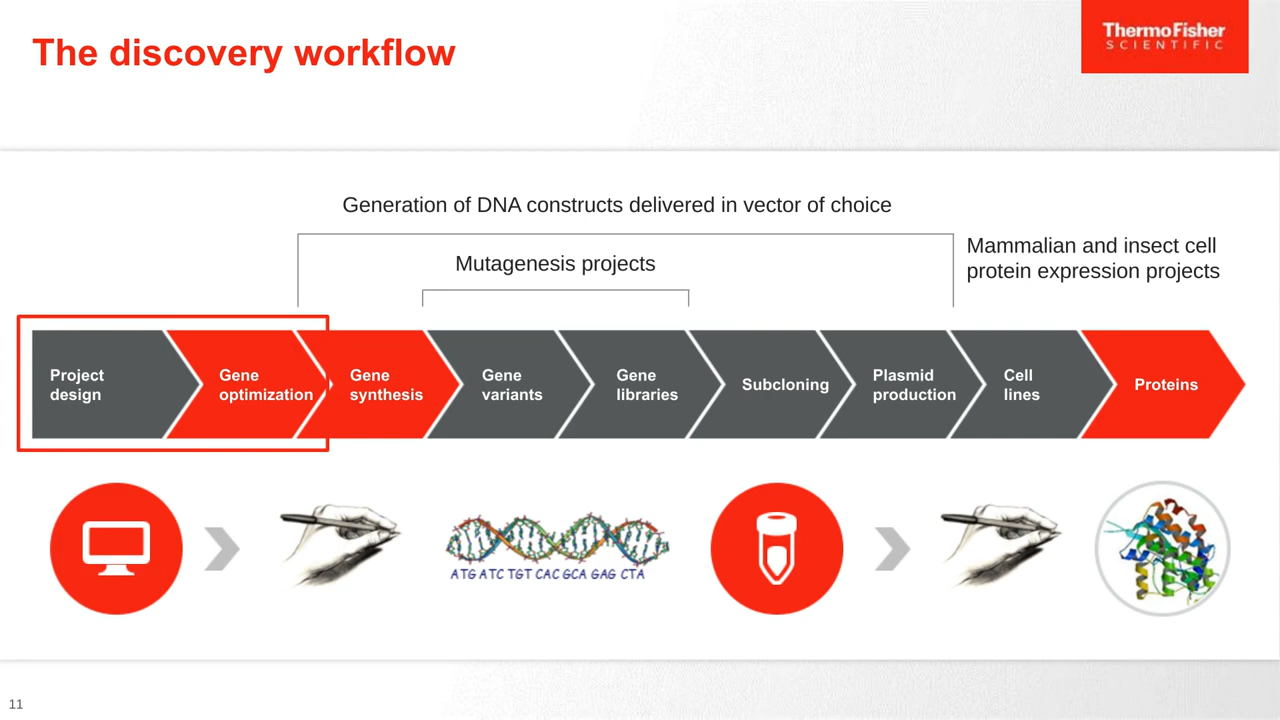 The discovery workflow
ThermoFisher
SCIENTIFIC
Generation of DNA constructs delivered in vector of choice
Mutagenesis projects
Mammalian and insect cell
protein expression projects
Project
design
Gene
optimization
Gene
synthesis
Gene
variants
Gene
libraries
Subcloning
Plasmid
production
Cell
lines
Proteins
ATG ATC TGT CAC GCA GAG CTA
11